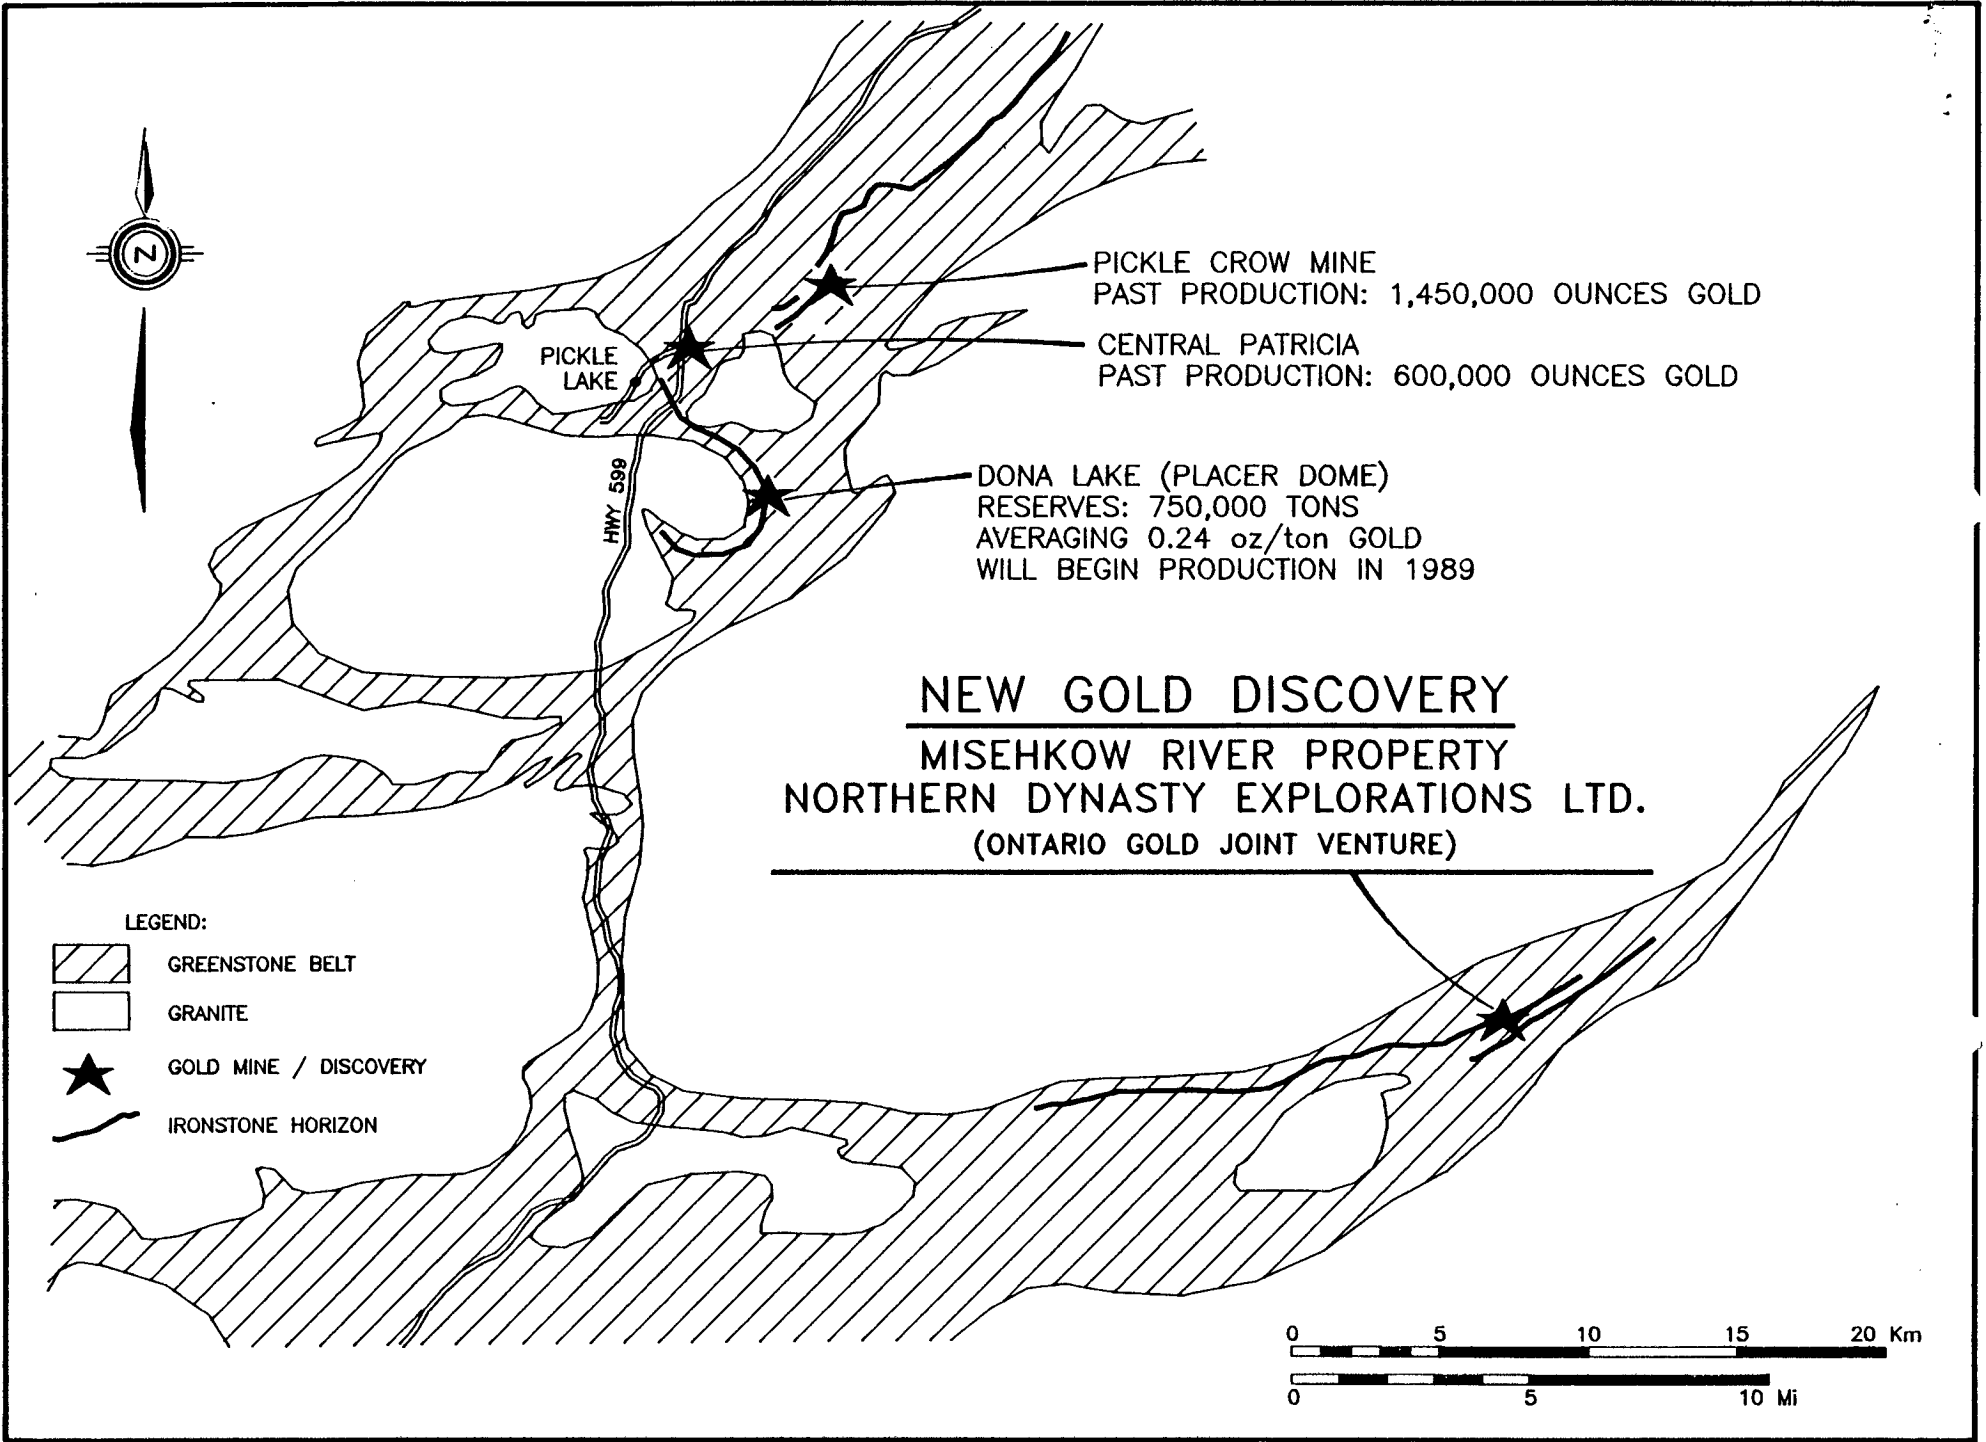 N
PICKLE CROW MINE
PAST PRODUCTION: 1,450,000 OUNCES GOLD
CENTRAL PATRICIA
PAST PRODUCTION: 600,000 OUNCES GOLD
PICKLE
LAKE
HWY 599
DONA LAKE (PLACER DOME)
RESERVES: 750,000 TONS
AVERAGING 0.24 oz/ton GOLD
WILL BEGIN PRODUCTION IN 1989
NEW GOLD DISCOVERY
MISEHKOW RIVER PROPERTY
NORTHERN DYNASTY EXPLORATIONS LTD.
(ONTARIO GOLD JOINT VENTURE)
LEGEND:
GREENSTONE BELT
GRANITE
GOLD MINE / DISCOVERY
IRONSTONE HORIZON
0 5 10 15 20 Km
0 5 10 Mi